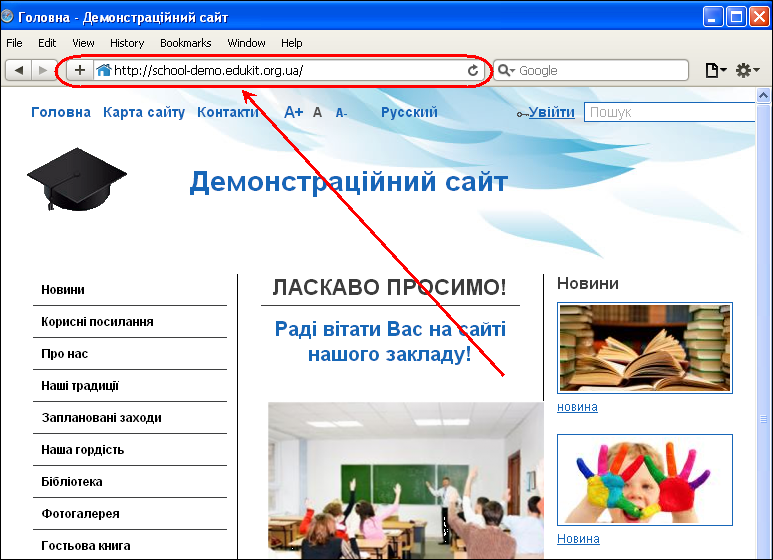 Головна - Демонстраційний сайт
File Edit View History Bookmarks Window Help
http://school-demo.edukit.org.ua/
Google
Головна Карта сайту Контакти A+ A A- Русский Увійти Пошук
Демонстраційний сайт
Новини
Корисні посилання
Про нас
Наші традиції
Заплановані заходи
Наша гордість
Бібліотека
Фотогалерея
Гостьова книга
ЛАСКАВО ПРОСИМО!
Раді вітати Вас на сайті
нашого закладу!
Новини
новина
Новина